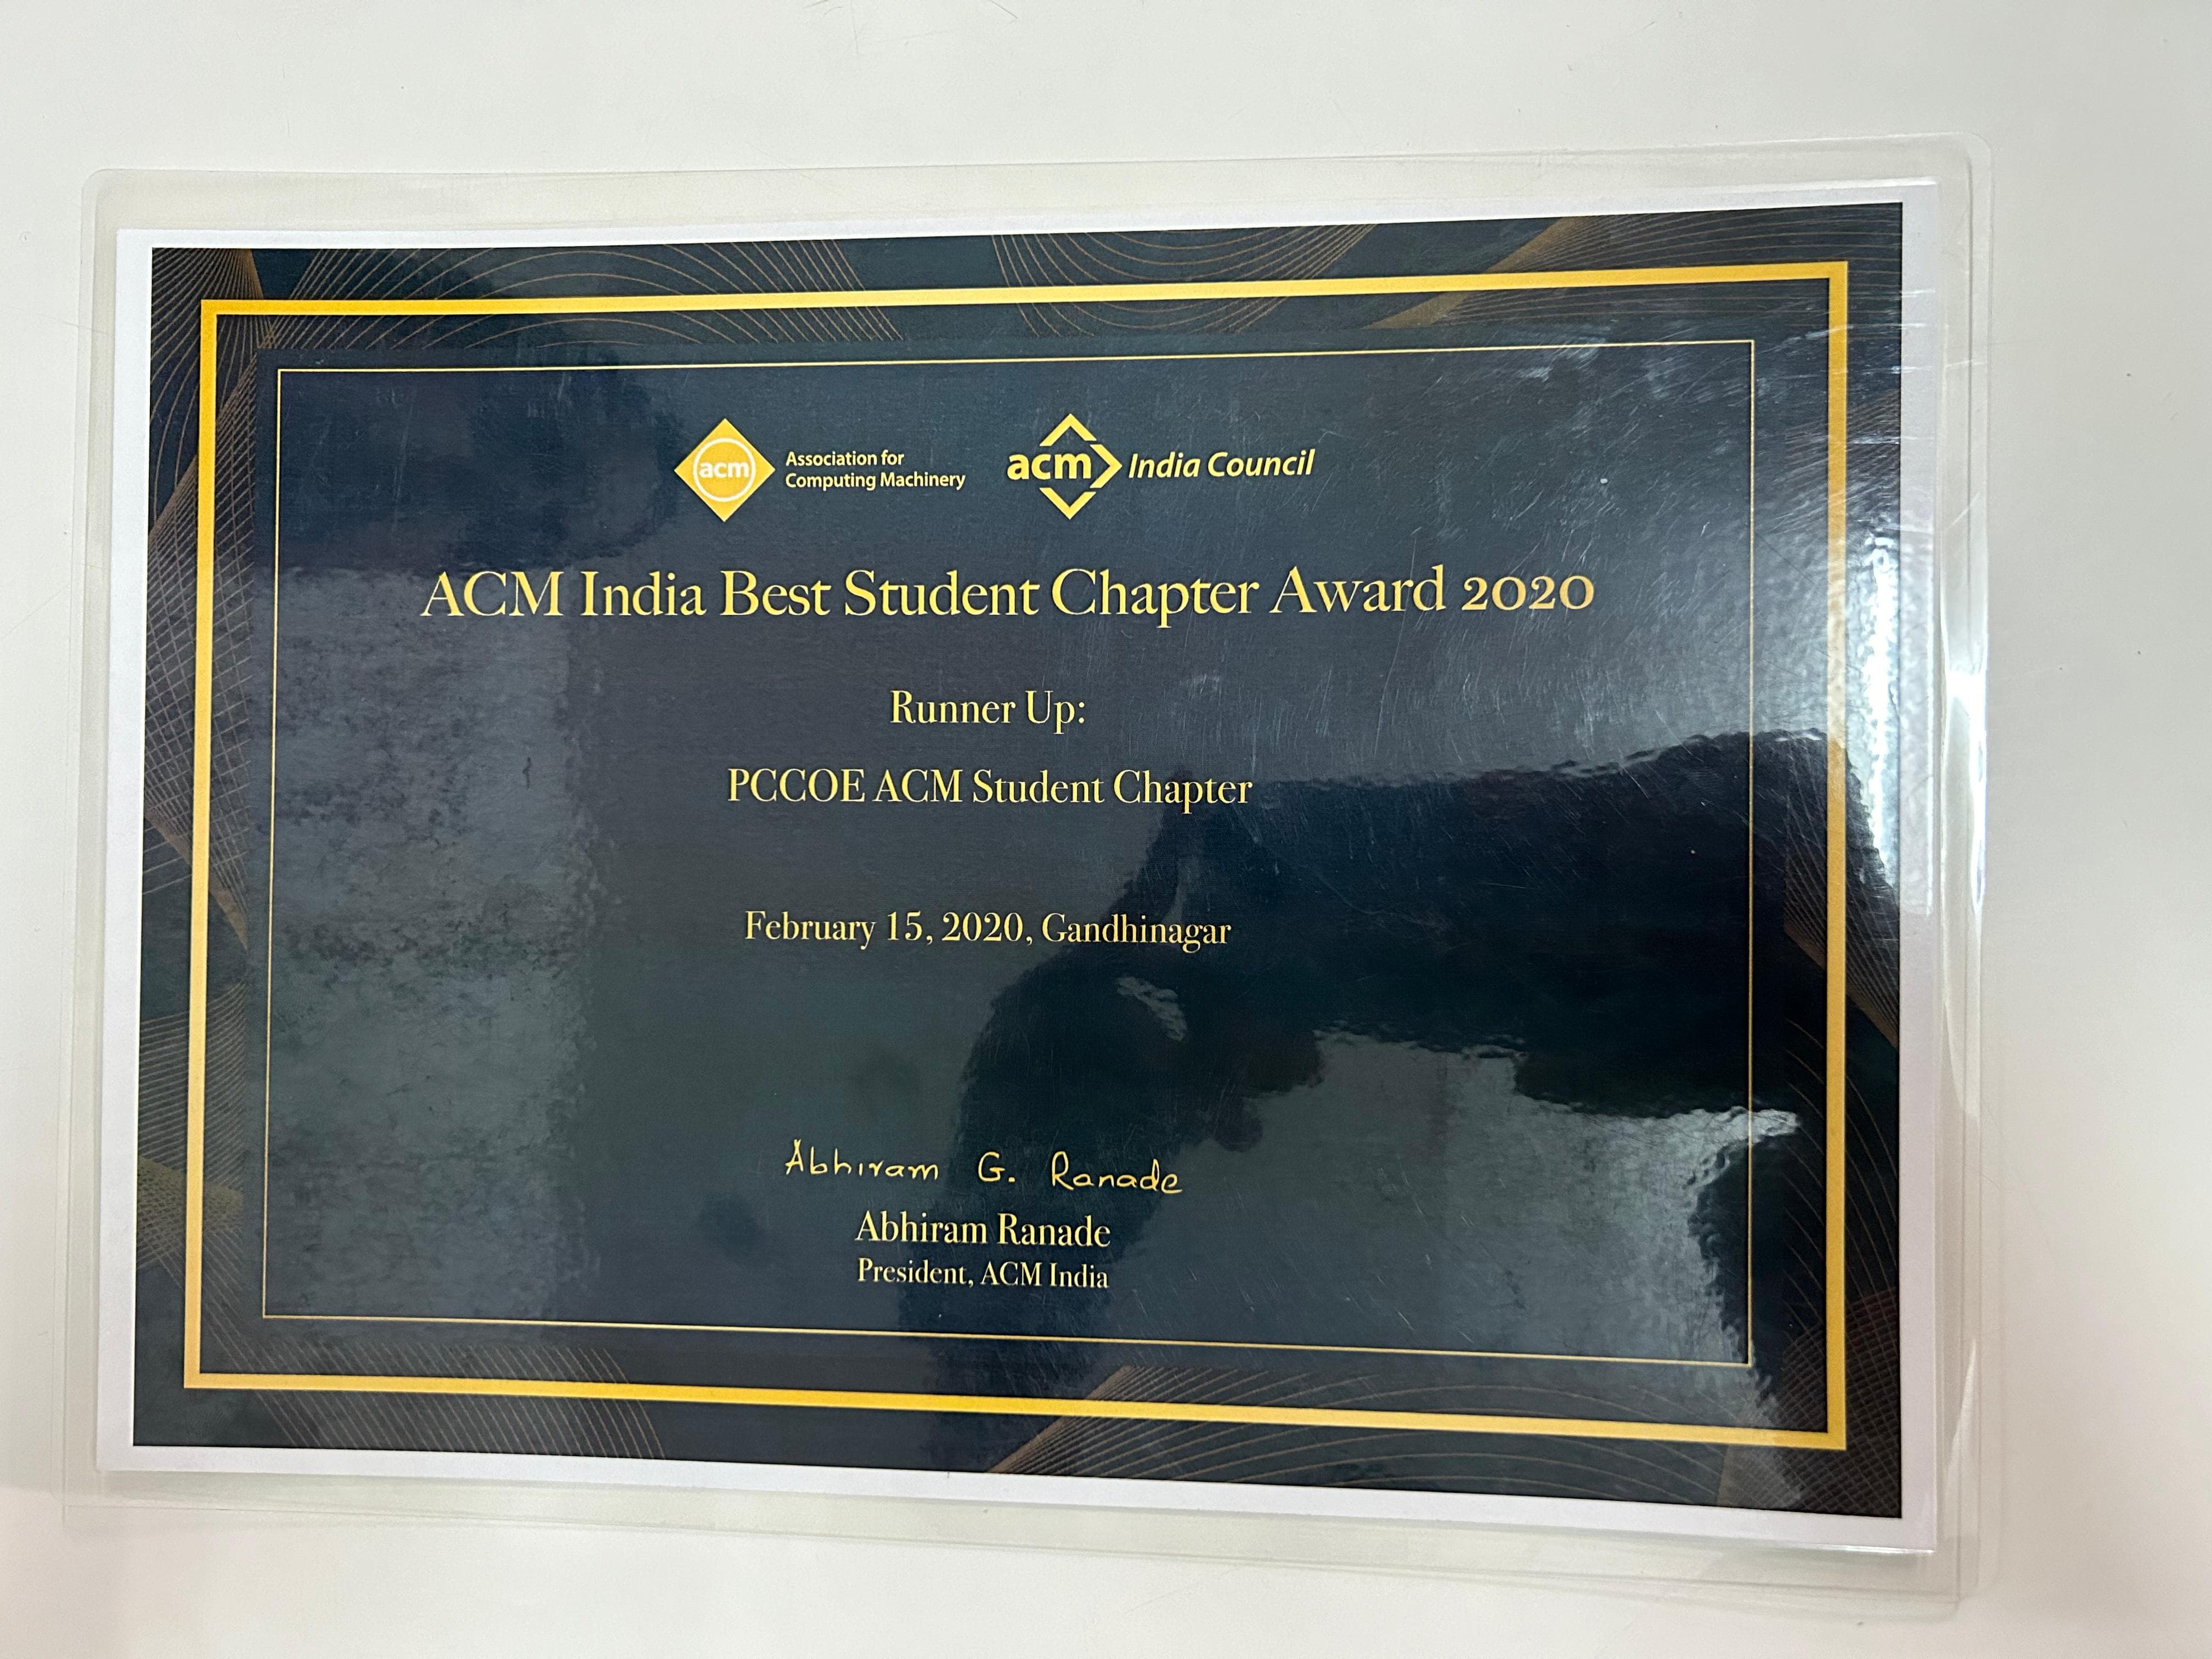 acm
Association for
Computing Machinery
acm India Council
ACM India Best Student Chapter Award 2020
Runner Up:
PCCOE ACM Student Chapter
February 15, 2020, Gandhinagar
Abhiram G. Ranade
Abhiram Ranade
President, ACM India